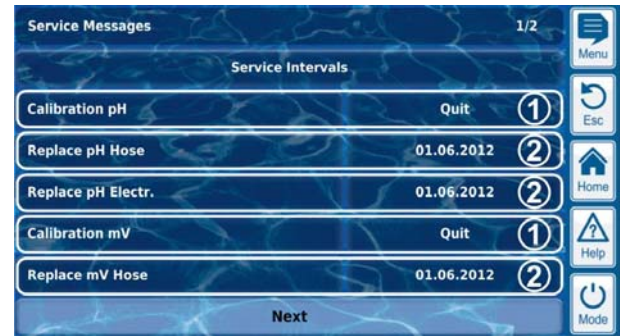 Service Messages 1/2
Service Intervals
Calibration pH Quit 1
Replace pH Hose 01.06.2012 2
Replace pH Electr. 01.06.2012 2
Calibration mV Quit 1
Replace mV Hose 01.06.2012 2
Next
Menu
Esc
Home
?
Help
Mode